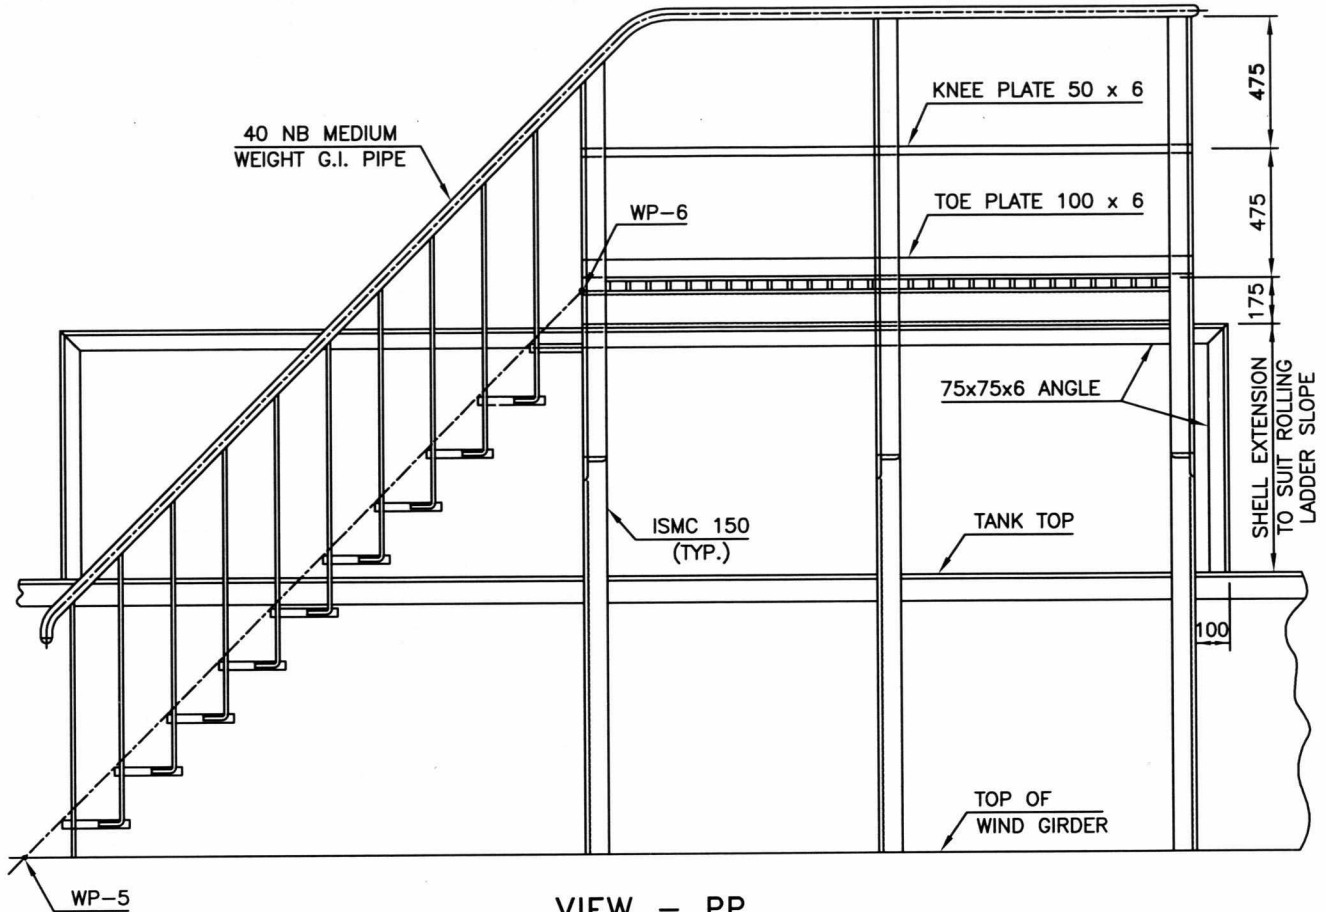 475
KNEE PLATE 50 x 6
40 NB MEDIUM
WEIGHT G.I. PIPE
475
TOE PLATE 100 x 6
WP-6
175
75x75x6 ANGLE
SHELL EXTENSION
TO SUIT ROLLING
LADDER SLOPE
ISMC 150
(TYP.)
TANK TOP
100
TOP OF
WIND GIRDER
WP-5
VIEW - PP